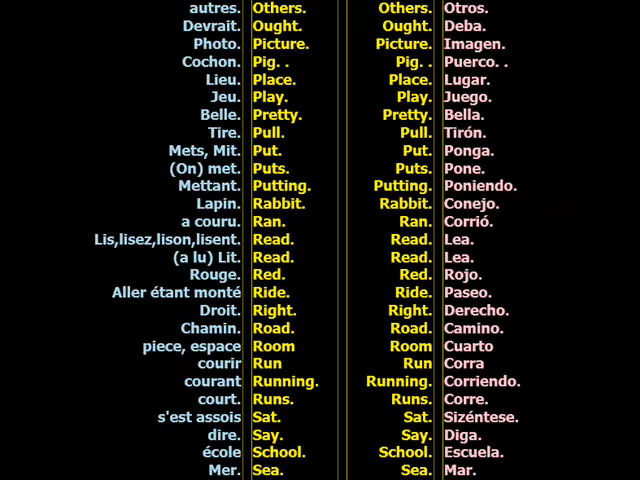 autres. Others. Others. Otros.
Devrait. Ought. Ought. Deba.
Photo. Picture. Picture. Imagen.
Cochon. Pig. . Pig. . Puerco. .
Lieu. Place. Place. Lugar.
Jeu. Play. Play. Juego.
Belle. Pretty. Pretty. Bella.
Tire. Pull. Pull. Tirón.
Mets, Mit. Put. Put. Ponga.
(On) met. Puts. Puts. Pone.
Mettant. Putting. Putting. Poniendo.
Lapin. Rabbit. Rabbit. Conejo.
a couru. Ran. Ran. Corrió.
Lis,lisez,lison,lisent. Read. Read. Lea.
(a lu) Lit. Read. Read. Lea.
Rouge. Red. Red. Rojo.
Aller étant monté Ride. Ride. Paseo.
Droit. Right. Right. Derecho.
Chamin. Road. Road. Camino.
piece, espace Room Room Cuarto
courir Run Run Corra
courant Running. Running. Corriendo.
court. Runs. Runs. Corre.
s'est assois Sat. Sat. Sizéntese.
dire. Say. Say. Diga.
école School. School. Escuela.
Mer. Sea. Sea. Mar.